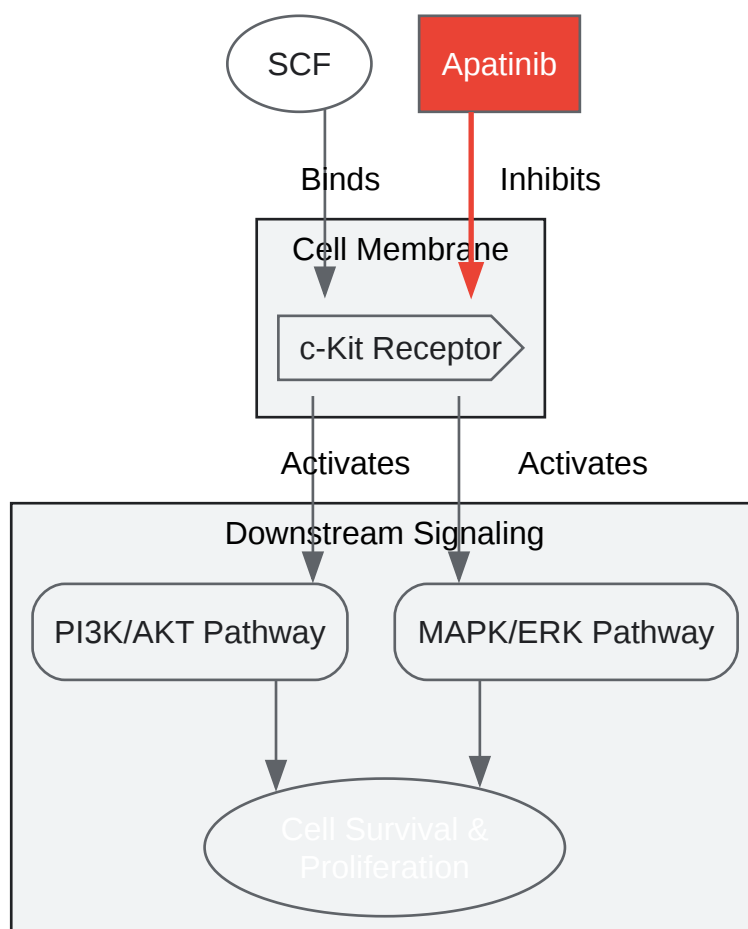 SCF
Apatinib
Binds
Inhibits
Cell Membrane
c-Kit Receptor
Activates
Activates
Downstream Signaling
PI3K/AKT Pathway
MAPK/ERK Pathway
Cell Survival &
Proliferation